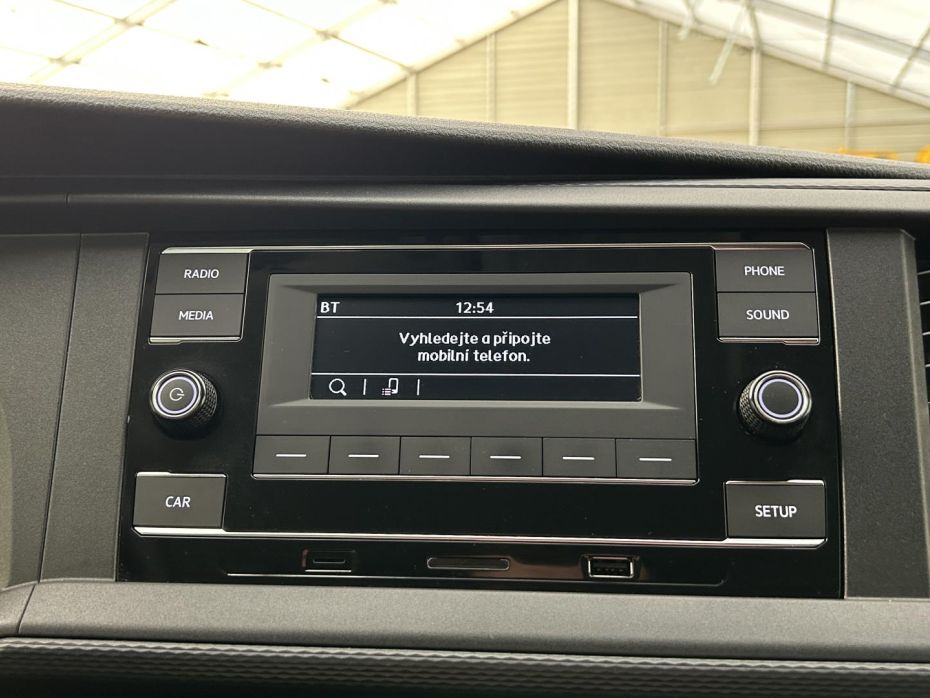 RADIO
PHONE
MEDIA
SOUND
BT 12:54
Vyhledejte a připojte
mobilní telefon.
CAR
SETUP